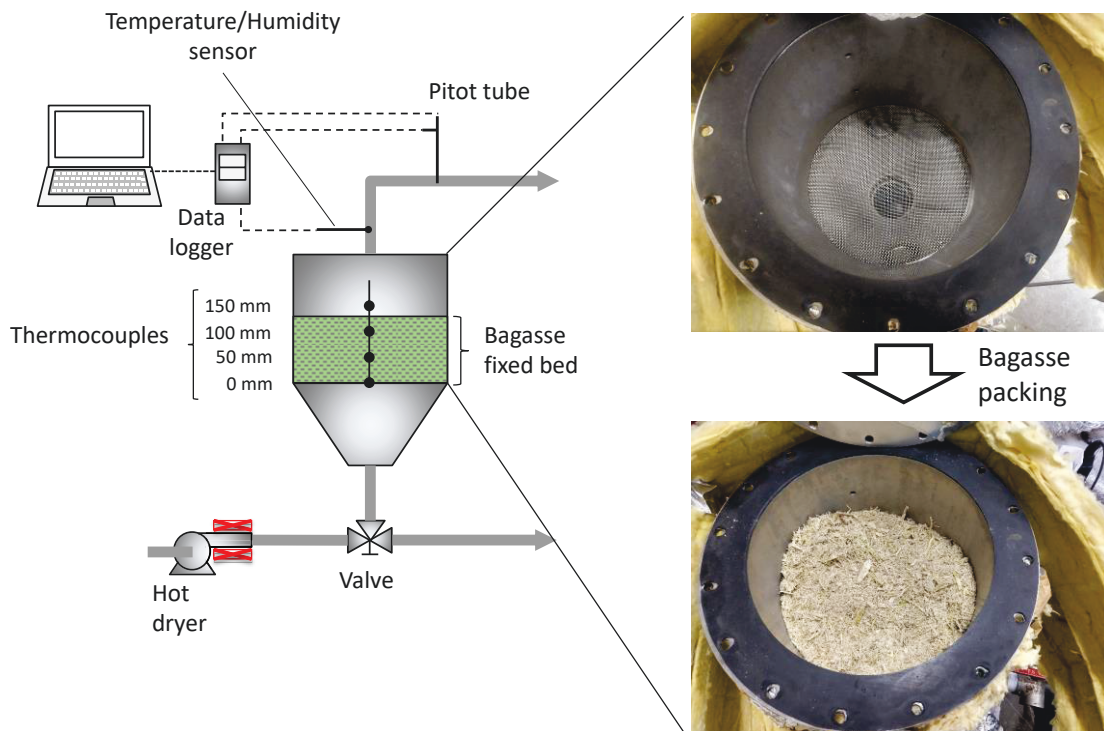 Temperature/Humidity
sensor
Pitot tube
Data
logger
150 mm
100 mm
50 mm
0 mm
Thermocouples
Bagasse
fixed bed
Bagasse
packing
Valve
Hot
dryer